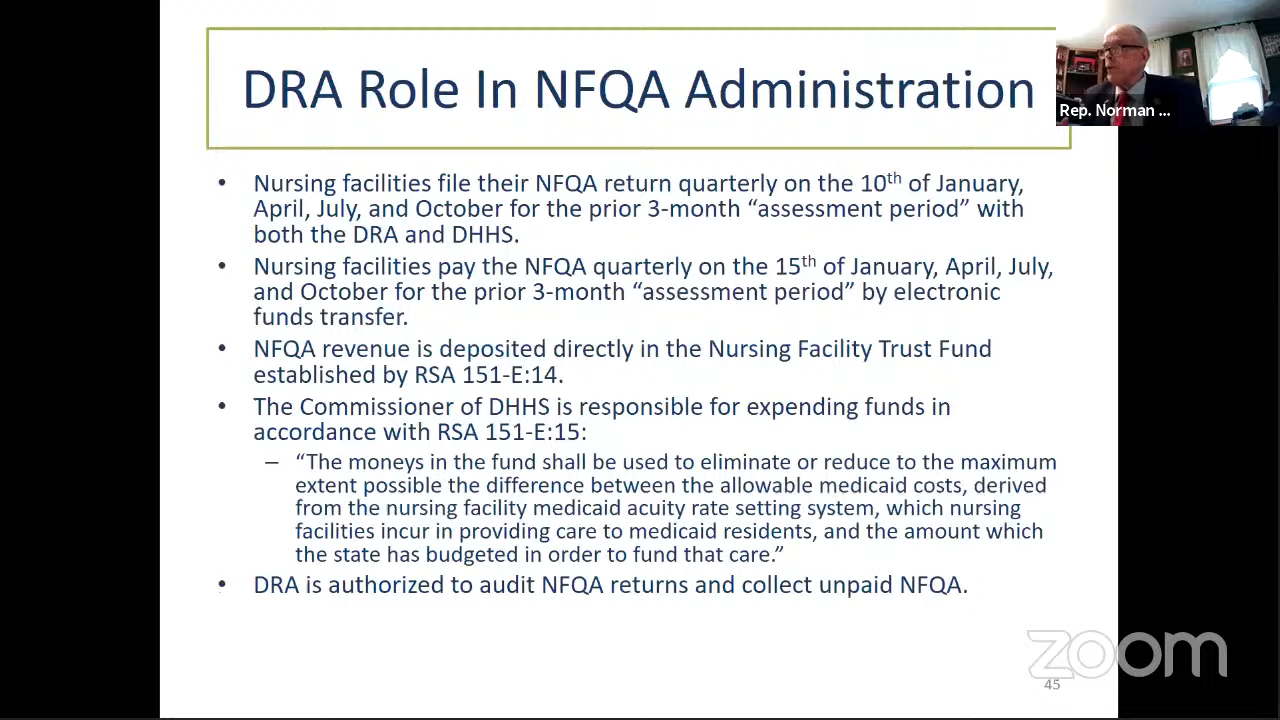 DRA Role In NFQA Administration
Rep. Norman ...
• Nursing facilities file their NFQA return quarterly on the 10th of January,
April, July, and October for the prior 3-month “assessment period” with
both the DRA and DHHS.
• Nursing facilities pay the NFQA quarterly on the 15th of January, April, July,
and October for the prior 3-month “assessment period” by electronic
funds transfer.
• NFQA revenue is deposited directly in the Nursing Facility Trust Fund
established by RSA 151-E:14.
• The Commissioner of DHHS is responsible for expending funds in
accordance with RSA 151-E:15:
– “The moneys in the fund shall be used to eliminate or reduce to the maximum
extent possible the difference between the allowable medicaid costs, derived
from the nursing facility medicaid acuity rate setting system, which nursing
facilities incur in providing care to medicaid residents, and the amount which
the state has budgeted in order to fund that care.”
• DRA is authorized to audit NFQA returns and collect unpaid NFQA.
zoom
45